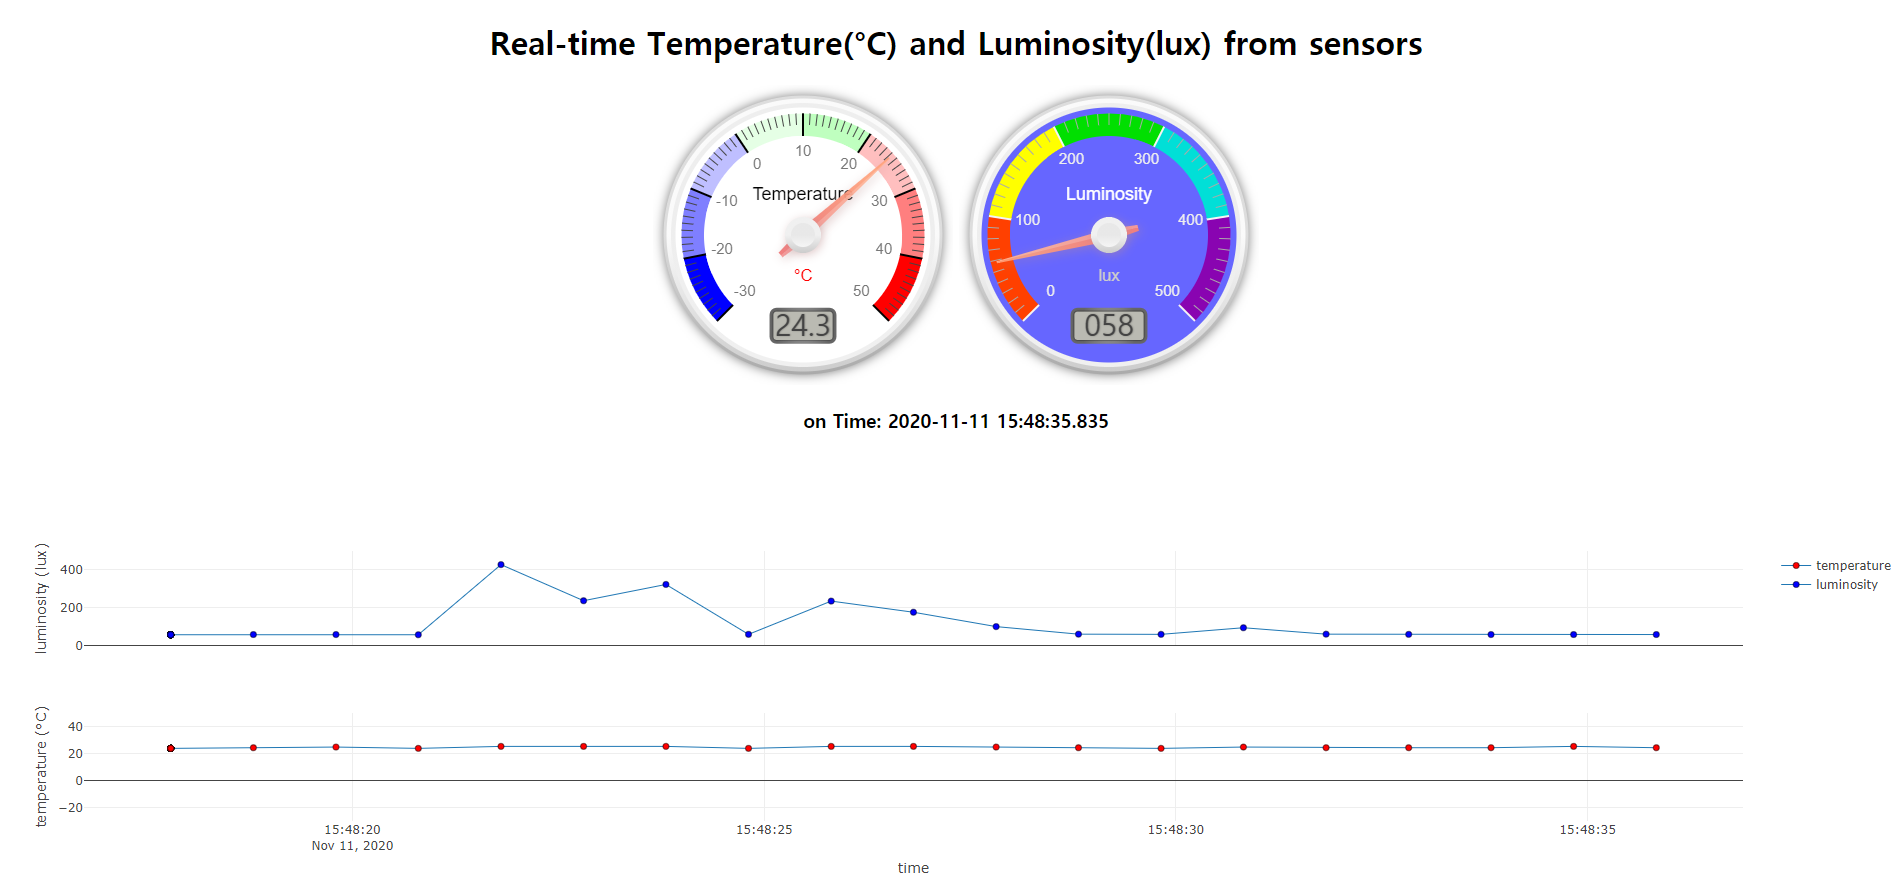 Real-time Temperature(°C) and Luminosity(lux) from sensors
-30 -20 -10 0 10 20 30 40 50
Temperature
°C
24.3
0 100 200 300 400 500
Luminosity
lux
058
on Time: 2020-11-11 15:48:35.835
luminosity (lux)
400
200
0
temperature
luminosity
temperature (°C)
40
20
0
−20
15:48:20 15:48:25 15:48:30 15:48:35
Nov 11, 2020
time